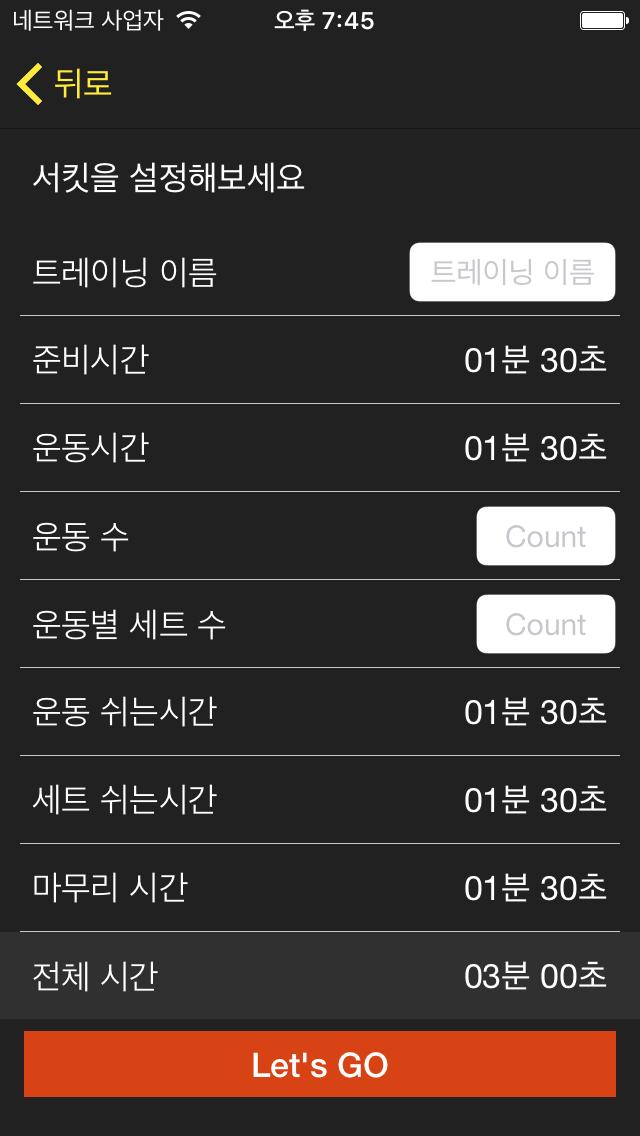 네트워크 사업자 오후 7:45
뒤로
서킷을 설정해보세요
트레이닝 이름 트레이닝 이름
준비시간 01분 30초
운동시간 01분 30초
운동 수 Count
운동별 세트 수 Count
운동 쉬는시간 01분 30초
세트 쉬는시간 01분 30초
마무리 시간 01분 30초
전체 시간 03분 00초
Let's GO